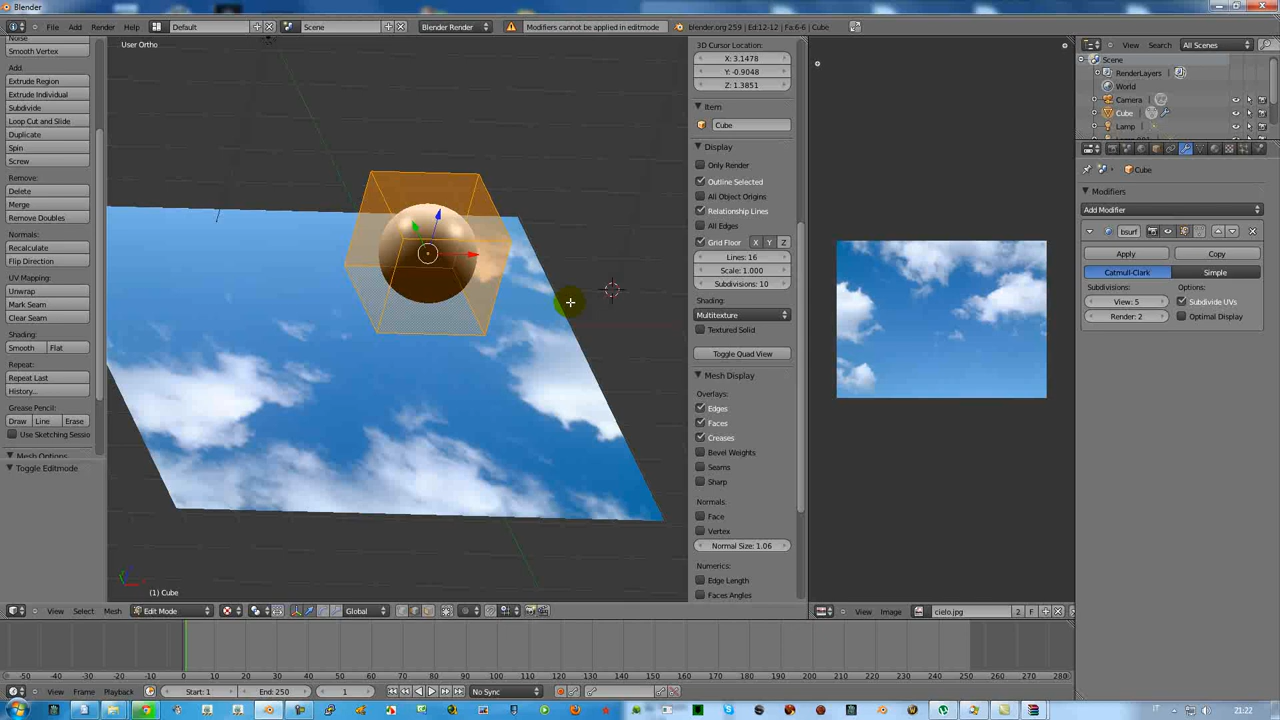 Blender
File Add Render Help
Default
Scene
Blender Render
Modifiers cannot be applied in editmode
blender.org 259 | Ed:12-12 | Fa:6-6 | Cube
Noise
Smooth Vertex
Add:
Extrude Region
Extrude Individual
Subdivide
Loop Cut and Slide
Duplicate
Spin
Screw
Remove:
Delete
Merge
Remove Doubles
Normals:
Recalculate
Flip Direction
UV Mapping:
Unwrap
Mark Seam
Clear Seam
Shading:
Smooth Flat
Repeat:
Repeat Last
History...
Grease Pencil:
Draw Line Erase
Use Sketching Sessio
Mesh Options
Toggle Editmode
User Ortho
(1) Cube
View Select Mesh
Edit Mode
Global
3D Cursor Location:
X: 3.1478
Y: -0.9048
Z: 1.3851
Item
Cube
Display
Only Render
Outline Selected
All Object Origins
Relationship Lines
All Edges
Grid Floor X Y Z
Lines: 16
Scale: 1.000
Subdivisions: 10
Shading:
Multitexture
Textured Solid
Toggle Quad View
Mesh Display
Overlays:
Edges
Faces
Creases
Bevel Weights
Seams
Sharp
Normals:
Face
Vertex
Normal Size: 1.06
Numerics:
Edge Length
Faces Angles
View Image
cielo.jpg
2 F
View Search All Scenes
Scene
RenderLayers
World
Camera
Cube
Lamp
Cube
Modifiers
Add Modifier
bsurf
Apply Copy
Catmull-Clark Simple
Subdivisions: Options:
View: 5 Subdivide UVs
Render: 2 Optimal Display
-50 -40 -30 -20 -10 0 10 20 30 40 50 60 70 80 90 100 110 120 130 140 150 160 170 180 190 200 210 220 230 240 250 260 270 280
View Frame Playback
Start: 1
End: 250
1
No Sync
IT
21:22